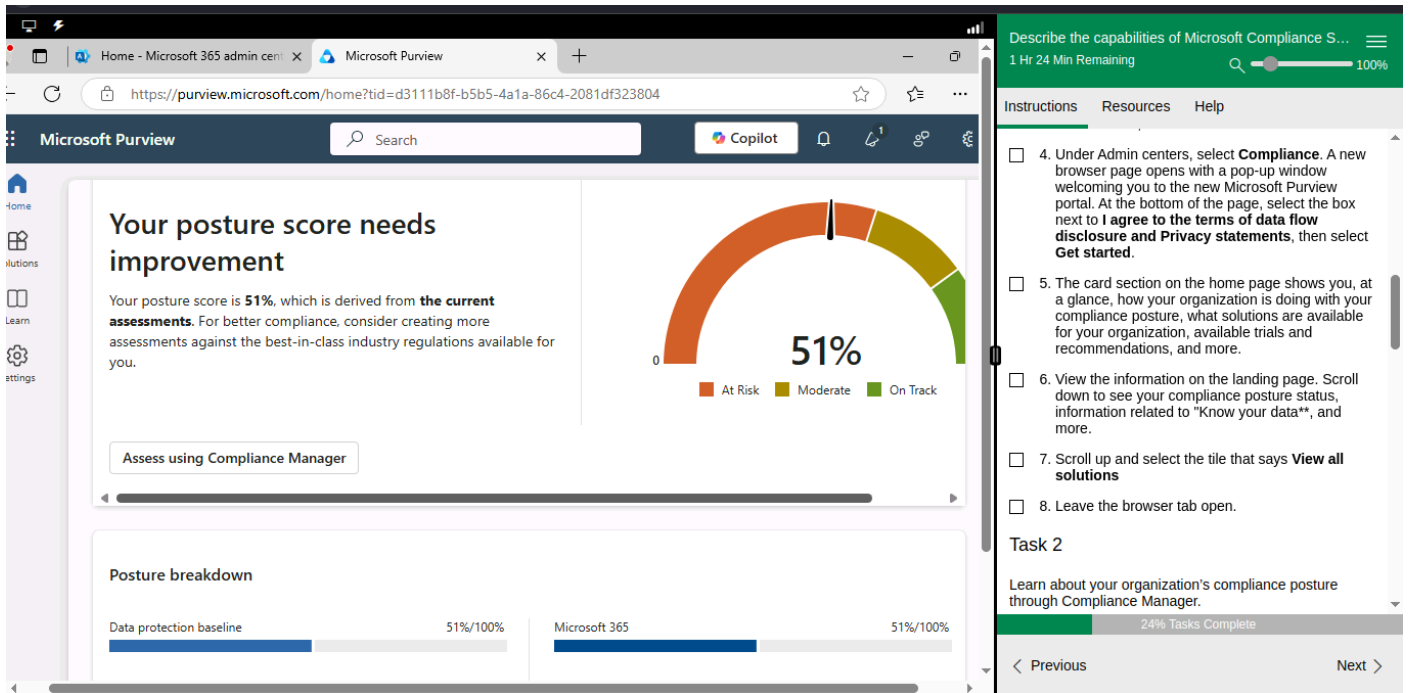 Home - Microsoft 365 admin cent
Microsoft Purview
https://purview.microsoft.com/home?tid=d3111b8f-b5b5-4a1a-86c4-2081df323804
Microsoft Purview
Search
Copilot
1
Home
olutions
Learn
ettings
Your posture score needs
improvement
Your posture score is 51%, which is derived from the current
assessments. For better compliance, consider creating more
assessments against the best-in-class industry regulations available for
you.
0
51%
At Risk
Moderate
On Track
Assess using Compliance Manager
Posture breakdown
Data protection baseline 51%/100%
Microsoft 365 51%/100%
Describe the capabilities of Microsoft Compliance S...
1 Hr 24 Min Remaining
100%
Instructions
Resources
Help
4. Under Admin centers, select Compliance. A new
browser page opens with a pop-up window
welcoming you to the new Microsoft Purview
portal. At the bottom of the page, select the box
next to I agree to the terms of data flow
disclosure and Privacy statements, then select
Get started.
5. The card section on the home page shows you, at
a glance, how your organization is doing with your
compliance posture, what solutions are available
for your organization, available trials and
recommendations, and more.
6. View the information on the landing page. Scroll
down to see your compliance posture status,
information related to "Know your data**, and
more.
7. Scroll up and select the tile that says View all
solutions
8. Leave the browser tab open.
Task 2
Learn about your organization's compliance posture
through Compliance Manager.
24% Tasks Complete
Previous
Next